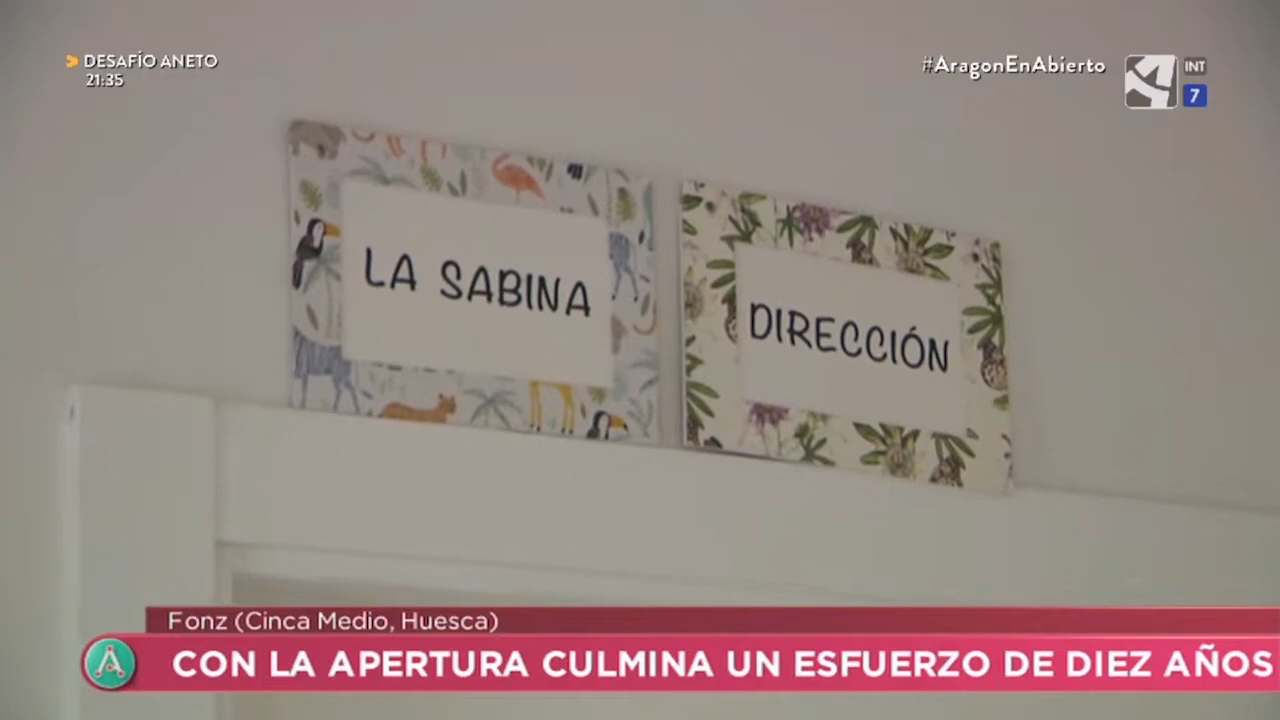 DESAFÍO ANETO
21:35
#AragonEnAbierto
INT
7
LA SABINA
DIRECCIÓN
Fonz (Cinca Medio, Huesca)
CON LA APERTURA CULMINA UN ESFUERZO DE DIEZ AÑOS